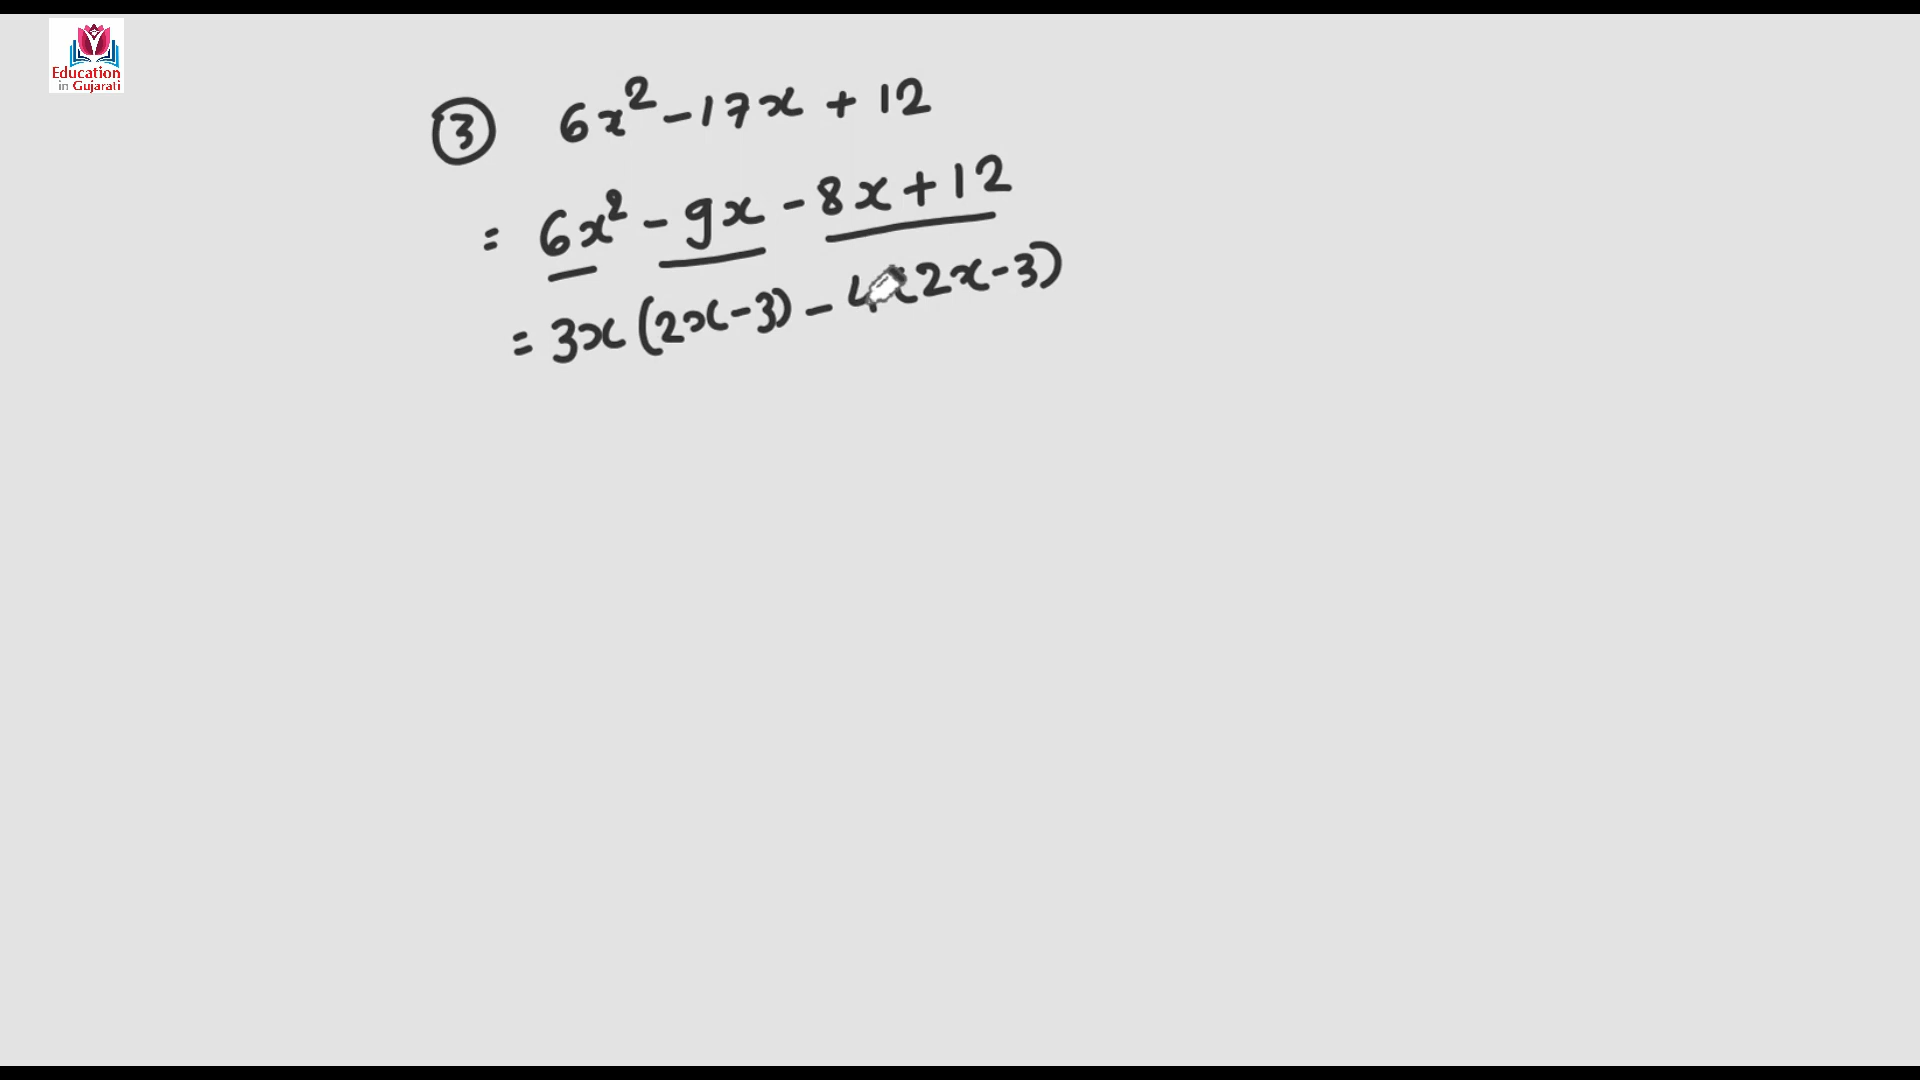 Education
in Gujarati
③ 6x² - 17x + 12
= 6x² - 9x - 8x + 12
= 3x (2x - 3) - 4(2x - 3)